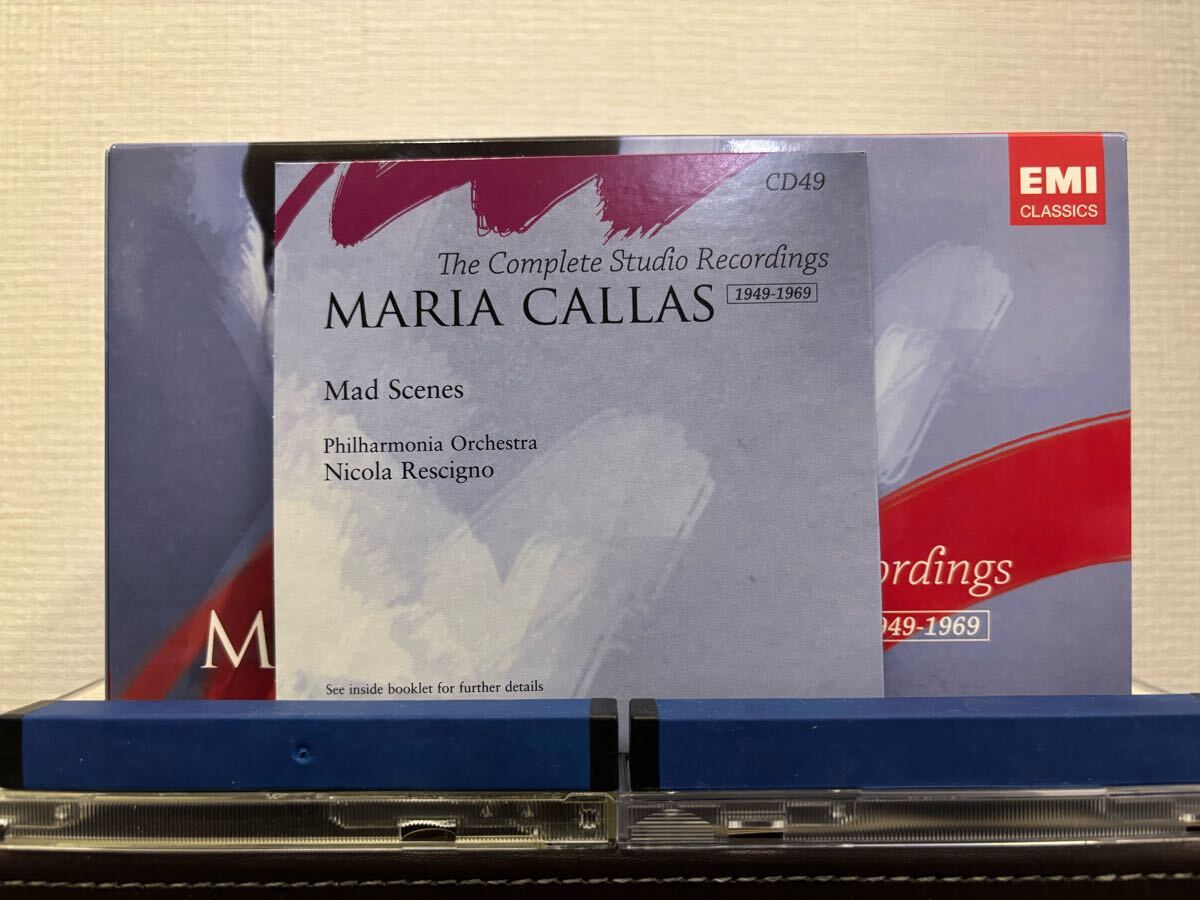 EMI
CLASSICS
CD49
The Complete Studio Recordings
MARIA CALLAS 1949-1969
Mad Scenes
Philharmonia Orchestra
Nicola Rescigno
See inside booklet for further details
ordings
M
949-1969